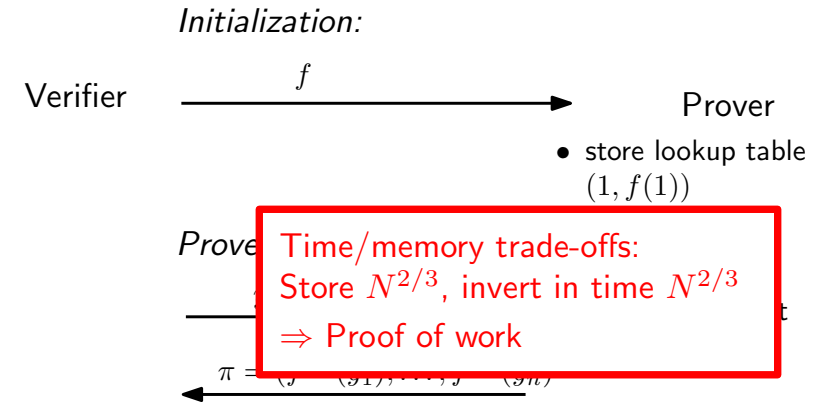 Initialization:
f
Verifier
Prover
• store lookup table
(1, f(1))
Prove
Time/memory trade-offs:
Store N^{2/3}, invert in time N^{2/3}
⇒ Proof of work
π =